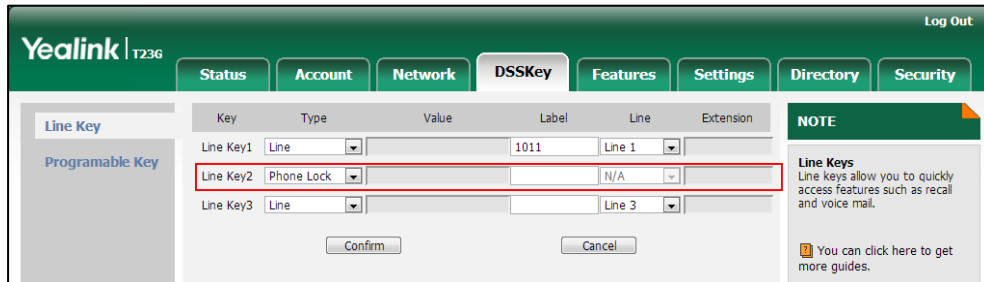 Log Out
Yealink | T23G
Status Account Network DSSKey Features Settings Directory Security
Line Key
Programable Key
Key Type Value Label Line Extension
Line Key1 Line 1011 Line 1
Line Key2 Phone Lock N/A
Line Key3 Line Line 3
Confirm Cancel
NOTE
Line Keys
Line keys allow you to quickly
access features such as recall
and voice mail.
? You can click here to get
more guides.